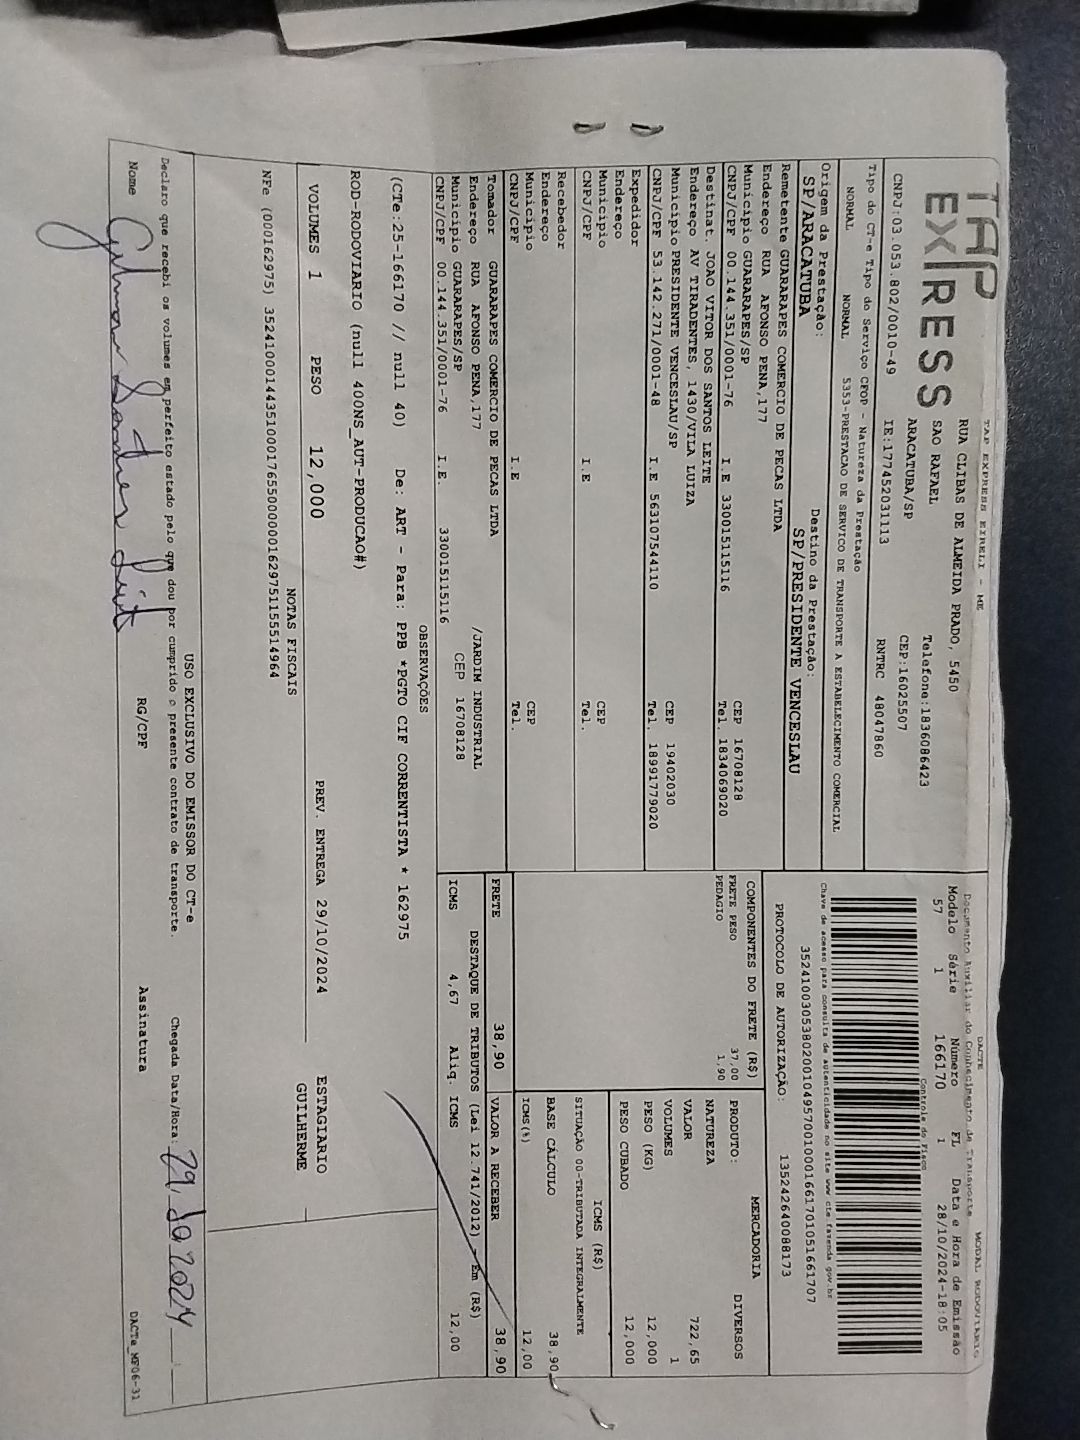 TAP EXPRESS
TAP EXPRESS EIRELI - ME
RUA CLIBAS DE ALMEIDA PRADO, 5450
SAO RAFAEL Telefone:1836086423
ARACATUBA/SP CEP:16025507
CNPJ:03.053.802/0010-49 IE:177452031113 RNTRC 48047860
DACTE MODAL RODOVIARIO
Documento Auxiliar do Conhecimento de Transporte
Modelo Série Número FL Data e Hora de Emissão
57 1 166170 1 28/10/2024-18:05
Controle do Fisco
Chave de acesso para consulta de autenticidade no site www.cte.fazenda.gov.br
35241003053802001049570010001661701051661707
PROTOCOLO DE AUTORIZAÇÃO: 135242640088173
Tipo do CT-e Tipo do Serviço CFOP - Natureza da Prestação
NORMAL NORMAL 5353-PRESTACAO DE SERVICO DE TRANSPORTE A ESTABELECIMENTO COMERCIAL
Origem da Prestação: Destino da Prestação:
SP/ARACATUBA SP/PRESIDENTE VENCESLAU
Remetente GUARARAPES COMERCIO DE PECAS LTDA
Endereço RUA AFONSO PENA,177
Município GUARARAPES/SP CEP 16708128
CNPJ/CPF 00.144.351/0001-76 I.E 330015115116 Tel. 1834069020
Destinat. JOAO VITOR DOS SANTOS LEITE
Endereço AV TIRADENTES, 1430/VILA LUIZA
Município PRESIDENTE VENCESLAU/SP CEP 19402030
CNPJ/CPF 53.142.271/0001-48 I.E 563107544110 Tel. 18991779020
Expedidor
Endereço
Município CEP
CNPJ/CPF I.E Tel.
Recebedor
Endereço
Município CEP
CNPJ/CPF I.E Tel.
Tomador GUARARAPES COMERCIO DE PECAS LTDA
Endereço RUA AFONSO PENA,177 /JARDIM INDUSTRIAL
Município GUARARAPES/SP CEP 16708128
CNPJ/CPF 00.144.351/0001-76 I.E. 330015115116
COMPONENTES DO FRETE (R$)
FRETE PESO 37,00
PEDAGIO 1,90
MERCADORIA
PRODUTO: DIVERSOS
NATUREZA
VALOR 722,65
VOLUMES 1
PESO (KG) 12,000
PESO CUBADO 12,000
ICMS (R$)
SITUAÇÃO 00-TRIBUTADA INTEGRALMENTE
BASE CÁLCULO 38,90
ICMS(%) 12,00
FRETE 38,90 VALOR A RECEBER 38,90
DESTAQUE DE TRIBUTOS (Lei 12.741/2012) - Em (R$)
ICMS 4,67 Aliq. ICMS 12,00
OBSERVAÇÕES
(CTe:25-166170 // null 40) De: ART - Para: PPB *PGTO CIF CORRENTISTA * 162975
ROD-RODOVIARIO (null 400NS_AUT-PRODUCAO#)
VOLUMES 1 PESO 12,000 PREV. ENTREGA 29/10/2024 ESTAGIARIO
GUILHERME
NOTAS FISCAIS
NFe (000162975) 35241000144351000176550000001629751155514964
USO EXCLUSIVO DO EMISSOR DO CT-e
Declaro que recebi os volumes em perfeito estado pelo que dou por cumprido o presente contrato de transporte. Chegada Data/Hora: 29 10 2024
Nome RG/CPF Assinatura DACTe_MF06-31